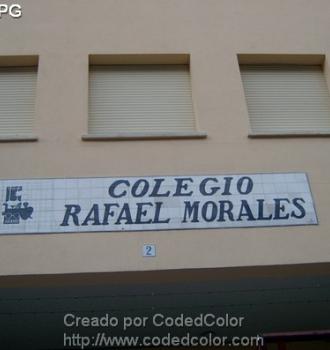 PG
COLEGIO
RAFAEL MORALES
2
Creado por CodedColor
http://www.codedcolor.com